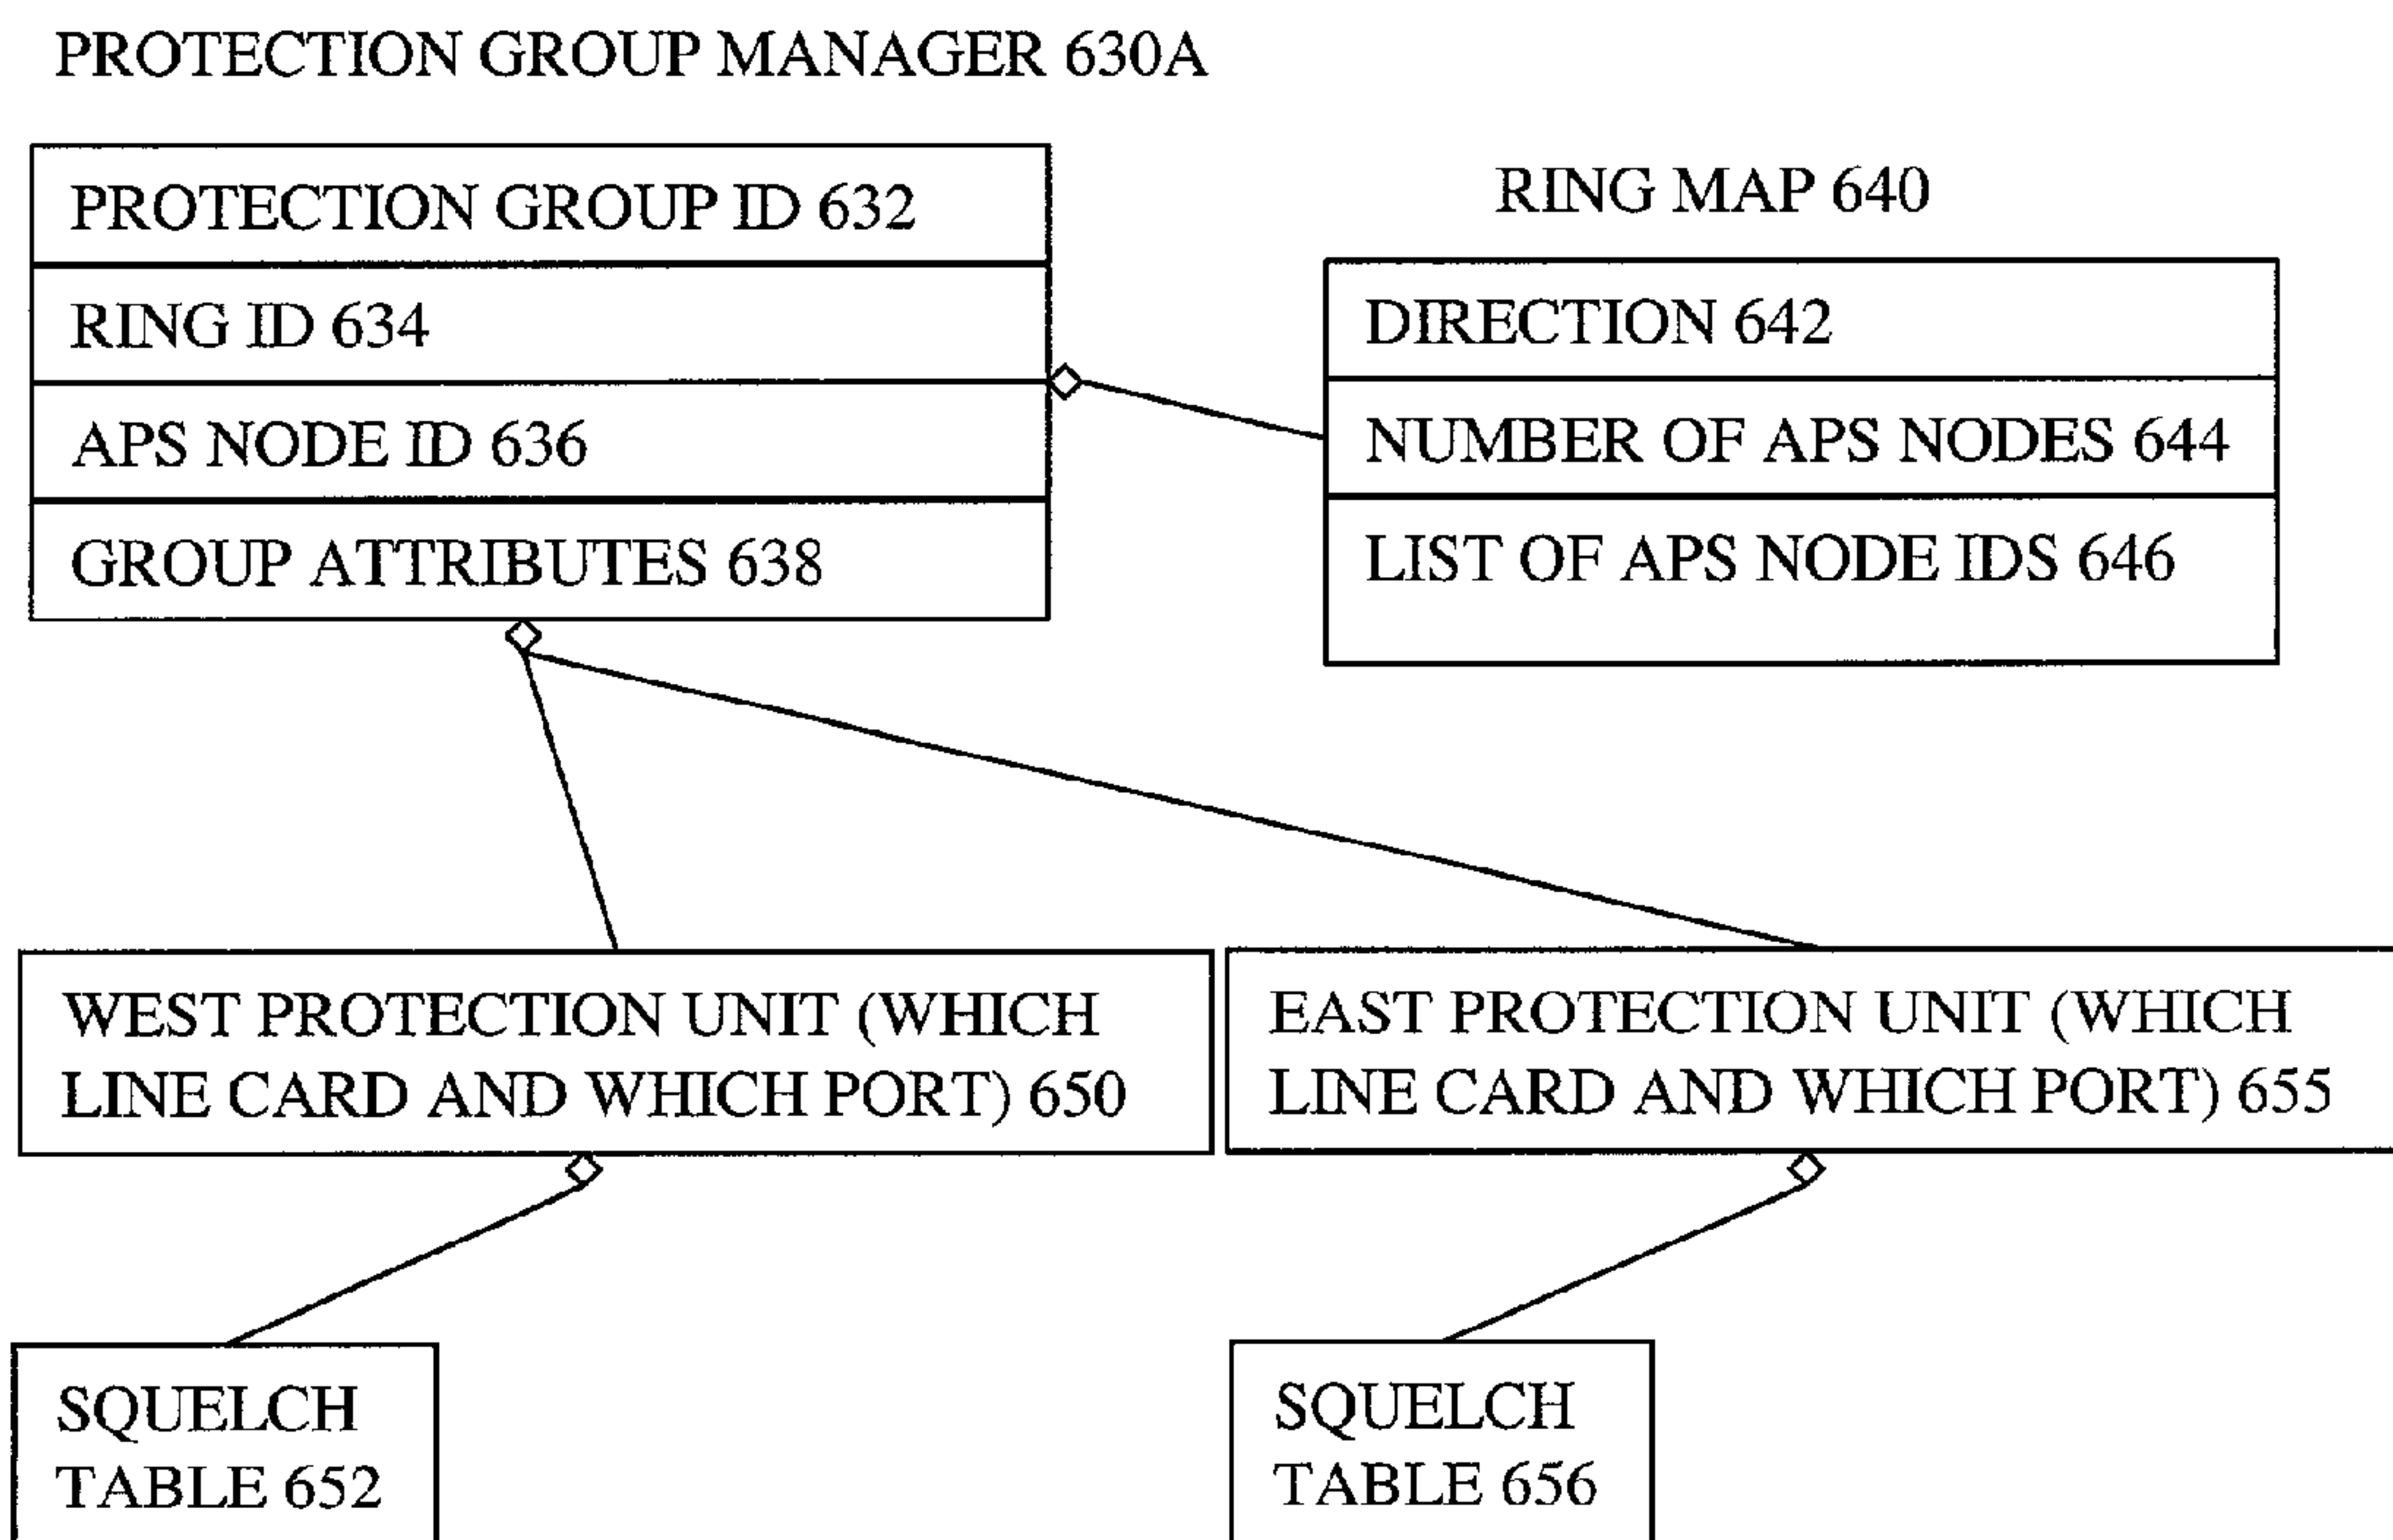 PROTECTION GROUP MANAGER 630A
PROTECTION GROUP ID 632
RING ID 634
APS NODE ID 636
GROUP ATTRIBUTES 638
RING MAP 640
DIRECTION 642
NUMBER OF APS NODES 644
LIST OF APS NODE IDS 646
WEST PROTECTION UNIT (WHICH
LINE CARD AND WHICH PORT) 650
EAST PROTECTION UNIT (WHICH
LINE CARD AND WHICH PORT) 655
SQUELCH
TABLE 652
SQUELCH
TABLE 656